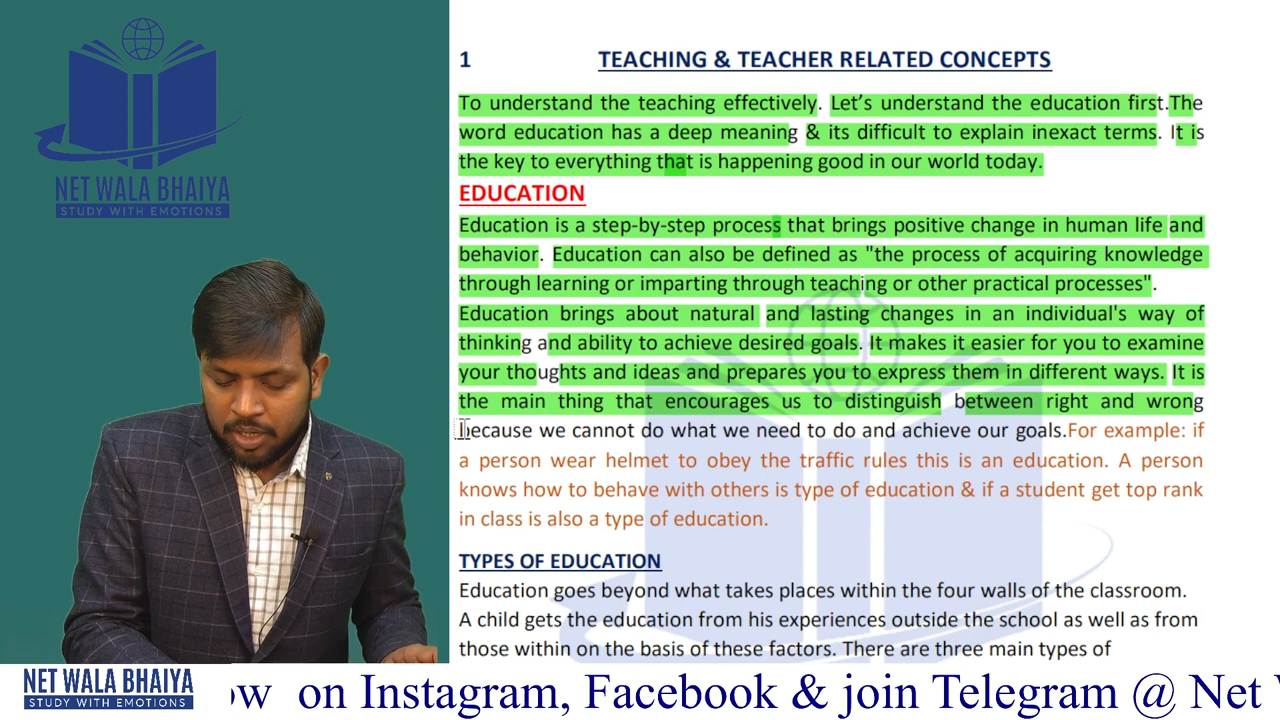 NET WALA BHAIYA
STUDY WITH EMOTIONS
1 TEACHING & TEACHER RELATED CONCEPTS
To understand the teaching effectively. Let's understand the education first.The
word education has a deep meaning & its difficult to explain inexact terms. It is
the key to everything that is happening good in our world today.
EDUCATION
Education is a step-by-step process that brings positive change in human life and
behavior. Education can also be defined as "the process of acquiring knowledge
through learning or imparting through teaching or other practical processes".
Education brings about natural and lasting changes in an individual's way of
thinking and ability to achieve desired goals. It makes it easier for you to examine
your thoughts and ideas and prepares you to express them in different ways. It is
the main thing that encourages us to distinguish between right and wrong
because we cannot do what we need to do and achieve our goals.For example: if
a person wear helmet to obey the traffic rules this is an education. A person
knows how to behave with others is type of education & if a student get top rank
in class is also a type of education.
TYPES OF EDUCATION
Education goes beyond what takes places within the four walls of the classroom.
A child gets the education from his experiences outside the school as well as from
those within on the basis of these factors. There are three main types of
NET WALA BHAIYA
STUDY WITH EMOTIONS
on Instagram, Facebook & join Telegram @ Net